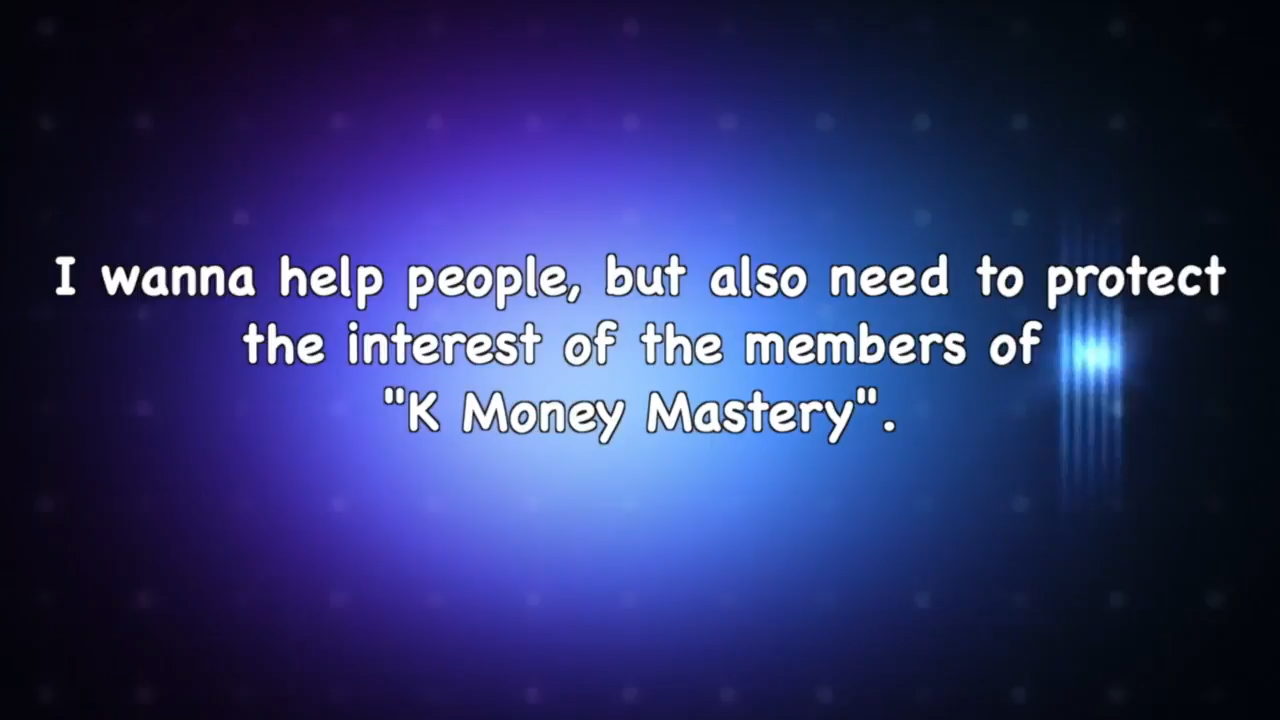 I wanna help people, but also need to protect
the interest of the members of
"K Money Mastery".